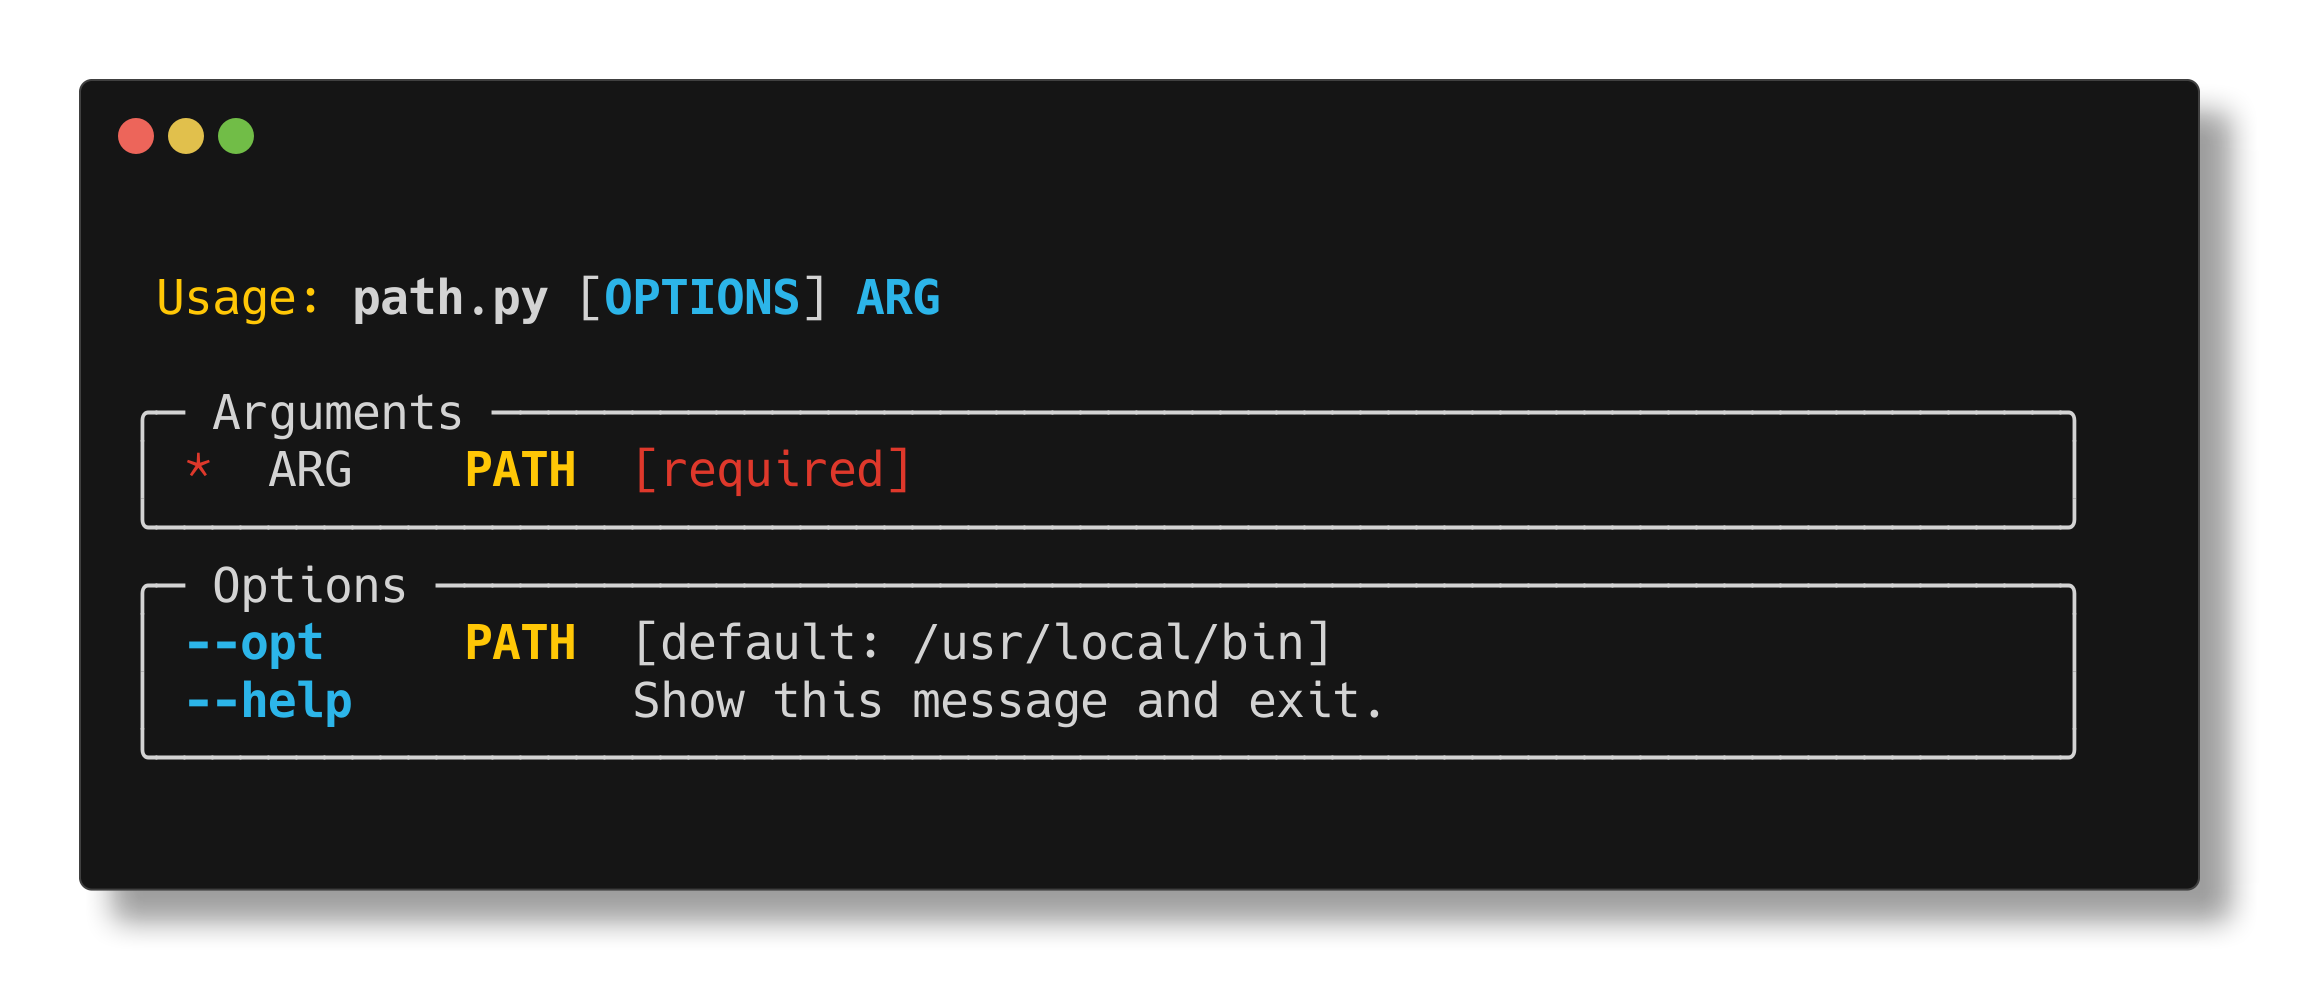 Usage: path.py [OPTIONS] ARG
Arguments
* ARG PATH [required]
Options
--opt PATH [default: /usr/local/bin]
--help Show this message and exit.